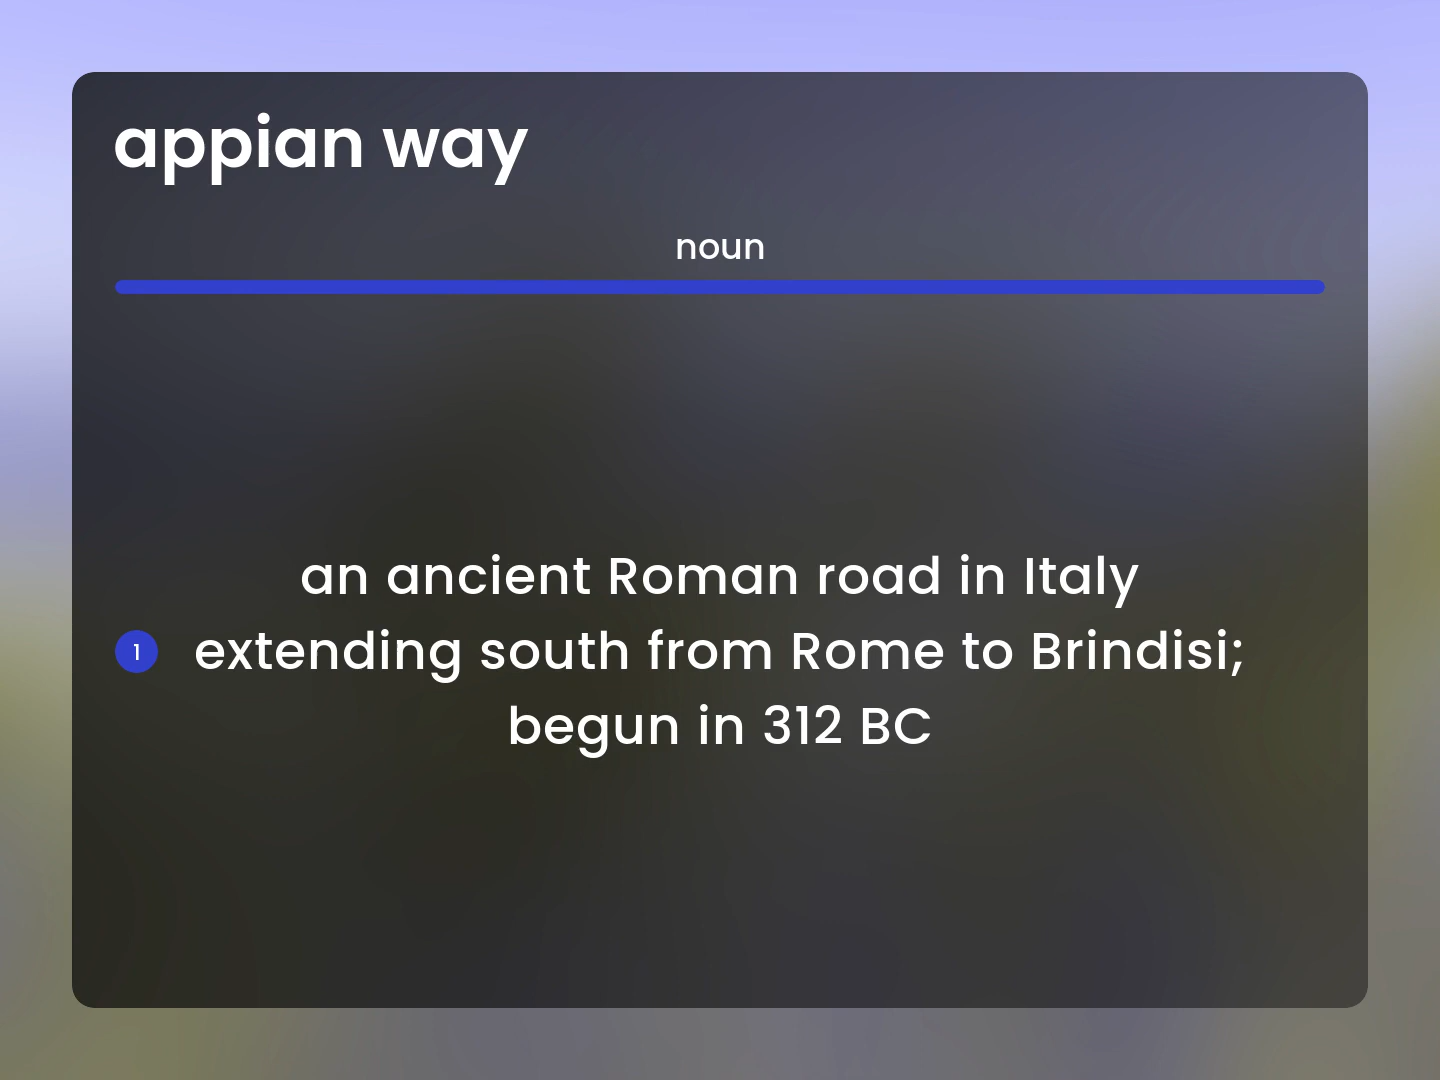 appian way
noun
an ancient Roman road in Italy
1 extending south from Rome to Brindisi;
begun in 312 BC